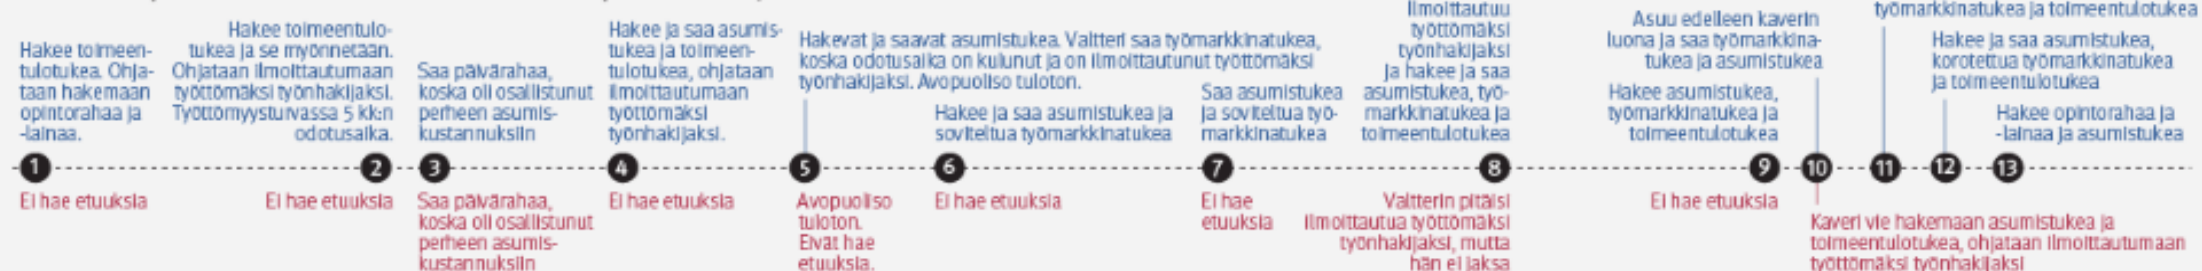 Hakee toimeen-
tulotukea. Ohja-
taan hakemaan
opintorahaa ja
-lainaa.
Hakee toimeentulo-
tukea ja se myönnetään.
Ohjataan ilmoittautumaan
työttömäksi työnhakijaksi.
Työttömyysturvassa 5 kk:n
odotusaika.
Saa päivärahaa,
koska oli osallistunut
perheen asumis-
kustannuksiin
Hakee ja saa asumis-
tukea ja toimeen-
tulotukea, ohjataan
ilmoittautumaan
työttömäksi
työnhakijaksi.
Hakevat ja saavat asumistukea. Valtteri saa työmarkkinatukea,
koska odotusaika on kulunut ja on ilmoittautunut työttömäksi
työnhakijaksi. Avopuoliso tuloton.
Hakee ja saa asumistukea ja
soviteltua työmarkkinatukea
Saa asumistukea
ja soviteltua työ-
markkinatukea
Ilmoittautuu
työttömäksi
työnhakijaksi
ja hakee ja saa
asumistukea, työ-
markkinatukea ja
toimeentulotukea
Asuu edelleen kaverin
luona ja saa työmarkkina-
tukea ja asumistukea
Hakee asumistukea,
työmarkkinatukea ja
toimeentulotukea
työmarkkinatukea ja toimeentulotukea
Hakee ja saa asumistukea,
korotettua työmarkkinatukea
ja toimeentulotukea
Hakee opintorahaa ja
-lainaa ja asumistukea
1 2 3 4 5 6 7 8 9 10 11 12 13
Ei hae etuuksia
Ei hae etuuksia
Saa päivärahaa,
koska oli osallistunut
perheen asumis-
kustannuksiin
Ei hae etuuksia
Avopuoliso
tuloton.
Eivät hae
etuuksia.
Ei hae etuuksia
Ei hae
etuuksia
Valtterin pitäisi
ilmoittautua työttömäksi
työnhakijaksi, mutta
hän ei jaksa
Ei hae etuuksia
Kaveri vie hakemaan asumistukea ja
toimeentulotukea, ohjataan ilmoittautumaan
työttömäksi työnhakijaksi